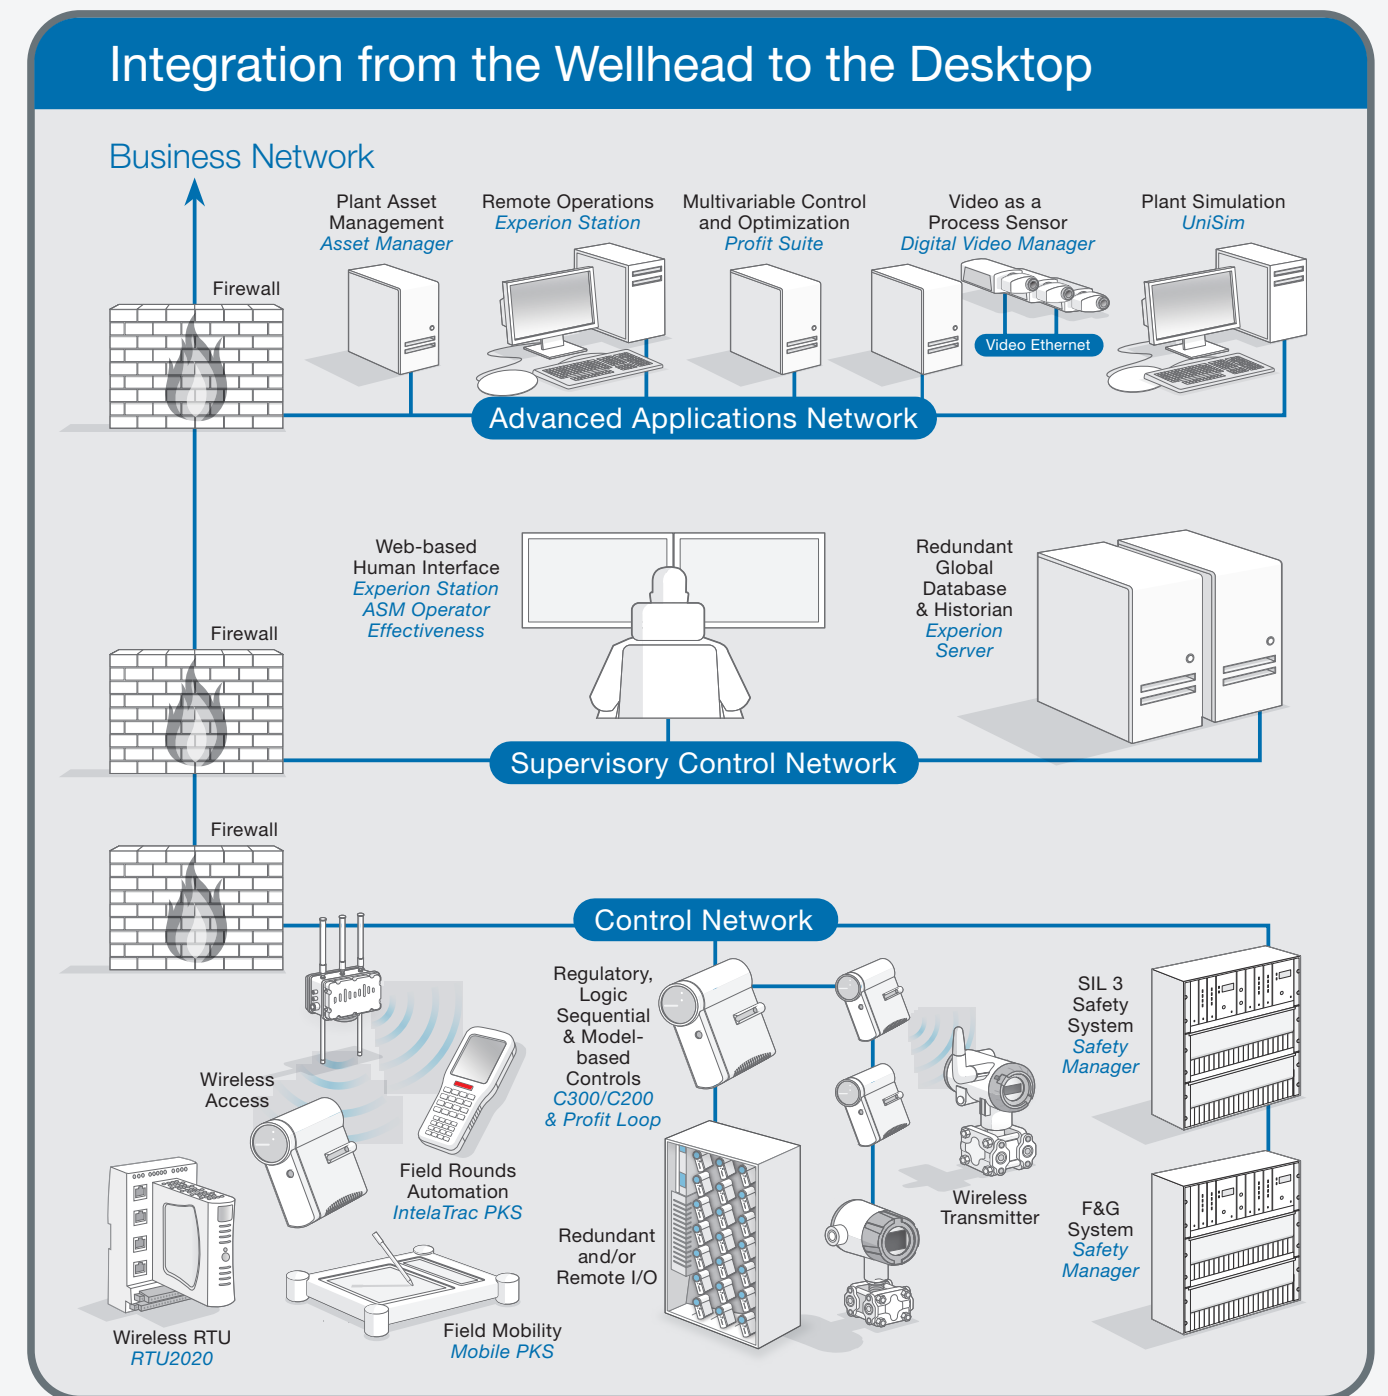 Integration from the Wellhead to the Desktop
Business Network
Plant Asset
Management
Asset Manager
Remote Operations
Experion Station
Multivariable Control
and Optimization
Profit Suite
Video as a
Process Sensor
Digital Video Manager
Plant Simulation
UniSim
Firewall
Video Ethernet
Advanced Applications Network
Web-based
Human Interface
Experion Station
ASM Operator
Effectiveness
Redundant
Global
Database
& Historian
Experion
Server
Firewall
Supervisory Control Network
Firewall
Control Network
Regulatory,
Logic
Sequential
& Model-
based
Controls
C300/C200
& Profit Loop
SIL 3
Safety
System
Safety
Manager
Wireless
Access
Field Rounds
Automation
IntelaTrac PKS
Wireless
Transmitter
F&G
System
Safety
Manager
Redundant
and/or
Remote I/O
Wireless RTU
RTU2020
Field Mobility
Mobile PKS